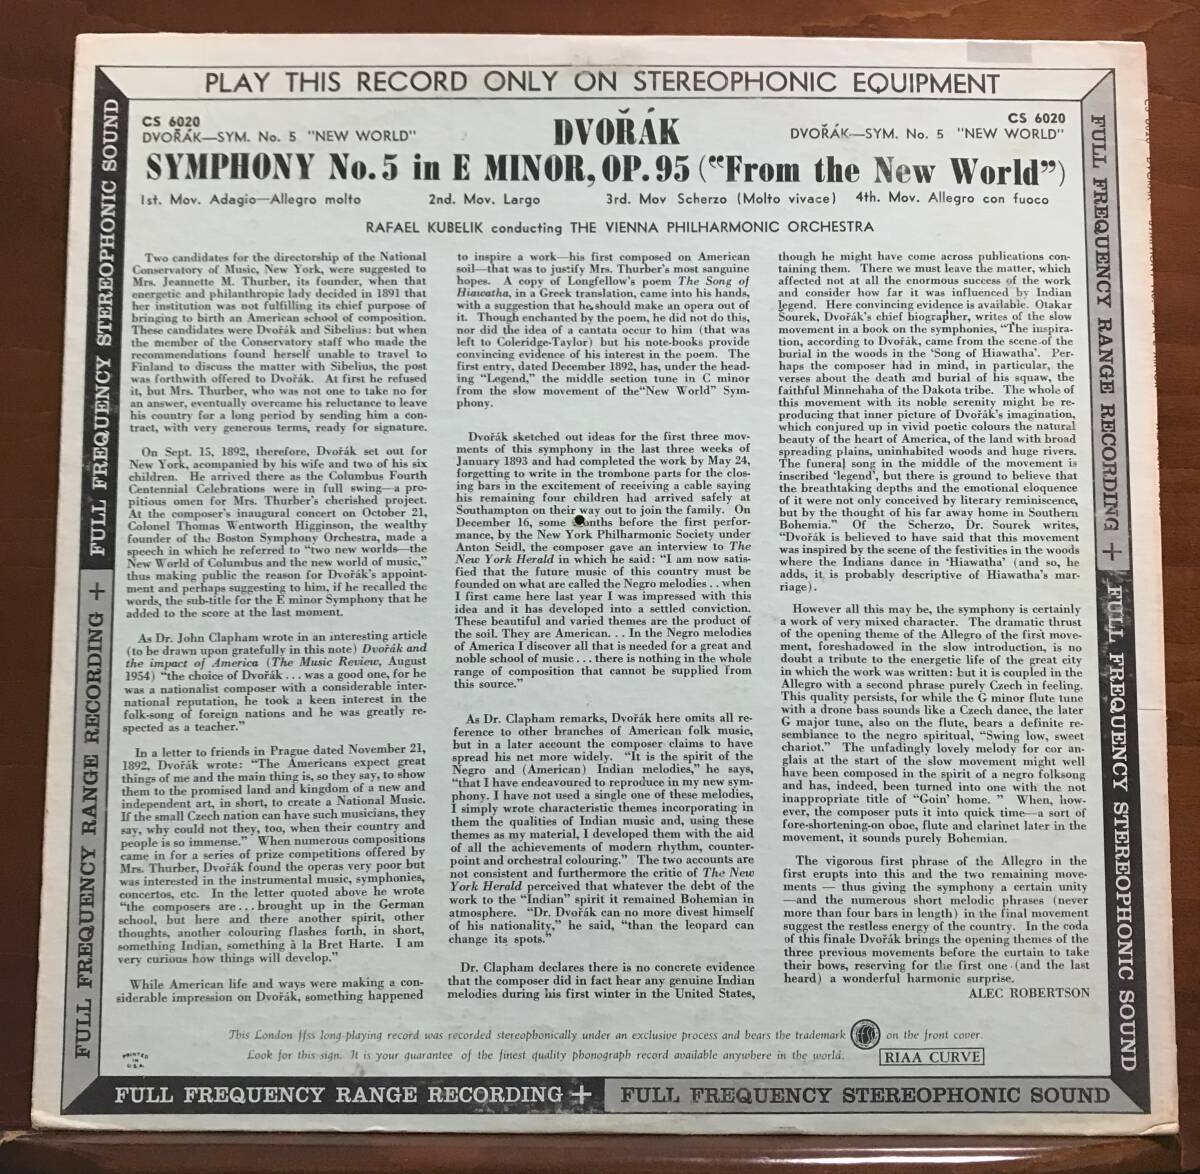 PLAY THIS RECORD ONLY ON STEREOPHONIC EQUIPMENT
CS 6020
DVOŘÁK—SYM. No. 5 "NEW WORLD"
DVOŘÁK
CS 6020
DVOŘÁK—SYM. No. 5 "NEW WORLD"
SYMPHONY No. 5 in E MINOR, OP. 95 ("From the New World")
1st. Mov. Adagio—Allegro molto 2nd. Mov. Largo 3rd. Mov Scherzo (Molto vivace) 4th. Mov. Allegro con fuoco
RAFAEL KUBELIK conducting THE VIENNA PHILHARMONIC ORCHESTRA
Two candidates for the directorship of the National
Conservatory of Music, New York, were suggested to
Mrs. Jeannette M. Thurber, its founder, when that
energetic and philanthropic lady decided in 1891 that
her institution was not fulfilling its chief purpose of
bringing to birth an American school of composition.
These candidates were Dvořák and Sibelius: but when
the member of the Conservatory staff who made the
recommendations found herself unable to travel to
Finland to discuss the matter with Sibelius, the post
was forthwith offered to Dvořák. At first he refused
it, but Mrs. Thurber, who was not one to take no for
an answer, eventually overcame his reluctance to leave
his country for a long period by sending him a con-
tract, with very generous terms, ready for signature.
On Sept. 15, 1892, therefore, Dvořák set out for
New York, acompanied by his wife and two of his six
children. He arrived there as the Columbus Fourth
Centennial Celebrations were in full swing—a pro-
pitious omen for Mrs. Thurber's cherished project.
At the composer's inaugural concert on October 21,
Colonel Thomas Wentworth Higginson, the wealthy
founder of the Boston Symphony Orchestra, made a
speech in which he referred to "two new worlds—the
New World of Columbus and the new world of music,"
thus making public the reason for Dvořák's appoint-
ment and perhaps suggesting to him, if he recalled the
words, the sub-title for the E minor Symphony that he
added to the score at the last moment.
As Dr. John Clapham wrote in an interesting article
(to be drawn upon gratefully in this note) Dvořák and
the impact of America (The Music Review, August
1954) "the choice of Dvořák . . . was a good one, for he
was a nationalist composer with a considerable inter-
national reputation, he took a keen interest in the
folk-song of foreign nations and he was greatly re-
spected as a teacher."
In a letter to friends in Prague dated November 21,
1892, Dvořák wrote: "The Americans expect great
things of me and the main thing is, so they say, to show
them to the promised land and kingdom of a new and
independent art, in short, to create a National Music.
If the small Czech nation can have such musicians, they
say, why could not they, too, when their country and
people is so immense." When numerous compositions
came in for a series of prize competitions offered by
Mrs. Thurber, Dvořák found the operas very poor but
was interested in the instrumental music, symphonies,
concertos, etc. In the letter quoted above he wrote
"the composers are . . . brought up in the German
school, but here and there another spirit, other
thoughts, another colouring flashes forth, in short,
something Indian, something à la Bret Harte. I am
very curious how things will develop."
While American life and ways were making a con-
siderable impression on Dvořák, something happened
to inspire a work—his first composed on American
soil—that was to justify Mrs. Thurber's most sanguine
hopes. A copy of Longfellow's poem The Song of
Hiawatha, in a Greek translation, came into his hands,
with a suggestion that he should make an opera out of
it. Though enchanted by the poem, he did not do this,
nor did the idea of a cantata occur to him (that was
left to Coleridge-Taylor) but his note-books provide
convincing evidence of his interest in the poem. The
first entry, dated December 1892, has, under the head-
ing "Legend," the middle section tune in C minor
from the slow movement of the "New World" Sym-
phony.
Dvořák sketched out ideas for the first three mov-
ments of this symphony in the last three weeks of
January 1893 and had completed the work by May 24,
forgetting to write in the trombone parts for the clos-
ing bars in the excitement of receiving a cable saying
his remaining four children had arrived safely at
Southampton on their way out to join the family. On
December 16, some onths before the first perfor-
mance, by the New York Philharmonic Society under
Anton Seidl, the composer gave an interview to The
New York Herald in which he said: "I am now satis-
fied that the future music of this country must be
founded on what are called the Negro melodies . . when
I first came here last year I was impressed with this
idea and it has developed into a settled conviction.
These beautiful and varied themes are the product of
the soil. They are American. . . In the Negro melodies
of America I discover all that is needed for a great and
noble school of music . . . there is nothing in the whole
range of composition that cannot be supplied from
this source."
As Dr. Clapham remarks, Dvořák here omits all re-
ference to other branches of American folk music,
but in a later account the composer claims to have
spread his net more widely. "It is the spirit of the
Negro and (American) Indian melodies," he says,
"that I have endeavoured to reproduce in my new sym-
phony. I have not used a single one of these melodies,
I simply wrote characteristic themes incorporating in
them the qualities of Indian music and, using these
themes as my material, I developed them with the aid
of all the achievements of modern rhythm, counter-
point and orchestral colouring." The two accounts are
not consistent and furthermore the critic of The New
York Herald perceived that whatever the debt of the
work to the "Indian" spirit it remained Bohemian in
atmosphere. "Dr. Dvořák can no more divest himself
of his nationality," he said, "than the leopard can
change its spots."
Dr. Clapham declares there is no concrete evidence
that the composer did in fact hear any genuine Indian
melodies during his first winter in the United States,
though he might have come across publications con-
taining them. There we must leave the matter, which
affected not at all the enormous success of the work
and consider how far it was influenced by Indian
legend. Here convincing evidence is available. Otakar
Sourek, Dvořák's chief biographer, writes of the slow
movement in a book on the symphonies, "The inspira-
tion, according to Dvořák, came from the scene of the
burial in the woods in the 'Song of Hiawatha'. Per-
haps the composer had in mind, in particular, the
verses about the death and burial of his squaw, the
faithful Minnehaha of the Dakota tribe. The whole of
this movement with its noble serenity might be re-
producing that inner picture of Dvořák's imagination,
which conjured up in vivid poetic colours the natural
beauty of the heart of America, of the land with broad
spreading plains, uninhabited woods and huge rivers.
The funeral song in the middle of the movement is
inscribed 'legend', but there is ground to believe that
the breathtaking depths and the emotional eloquence
of it were not only conceived by literary reminiscence,
but by the thought of his far away home in Southern
Bohemia." Of the Scherzo, Dr. Sourek writes,
"Dvořák is believed to have said that this movement
was inspired by the scene of the festivities in the woods
where the Indians dance in 'Hiawatha' (and so, he
adds, it is probably descriptive of Hiawatha's mar-
riage).
However all this may be, the symphony is certainly
a work of very mixed character. The dramatic thrust
of the opening theme of the Allegro of the first move-
ment, foreshadowed in the slow introduction, is no
doubt a tribute to the energetic life of the great city
in which the work was written: but it is coupled in the
Allegro with a second phrase purely Czech in feeling.
This quality persists, for while the G minor flute tune
with a drone bass sounds like a Czech dance, the later
G major tune, also on the flute, bears a definite re-
semblance to the negro spiritual, "Swing low, sweet
chariot." The unfadingly lovely melody for cor an-
glais at the start of the slow movement might well
have been composed in the spirit of a negro folksong
and has, indeed, been turned into one with the not
inappropriate title of "Goin' home. " When, how-
ever, the composer puts it into quick time—a sort of
fore-shortening-on oboe, flute and clarinet later in the
movement, it sounds purely Bohemian.
The vigorous first phrase of the Allegro in the
first erupts into this and the two remaining move-
ments — thus giving the symphony a certain unity
—and the numerous short melodic phrases (never
more than four bars in length) in the final movement
suggest the restless energy of the country. In the coda
of this finale Dvořák brings the opening themes of the
three previous movements before the curtain to take
their bows, reserving for the first one (and the last
heard) a wonderful harmonic surprise.
ALEC ROBERTSON
This London ffss long-playing record was recorded stereophonically under an exclusive process and bears the trademark on the front cover.
Look for this sign. It is your guarantee of the finest quality phonograph record available anywhere in the world.
RIAA CURVE
PRINTED
IN
U.S.A.
FULL FREQUENCY RANGE RECORDING + FULL FREQUENCY STEREOPHONIC SOUND
FULL FREQUENCY RANGE RECORDING + FULL FREQUENCY STEREOPHONIC SOUND
FULL FREQUENCY RANGE RECORDING + FULL FREQUENCY STEREOPHONIC SOUND